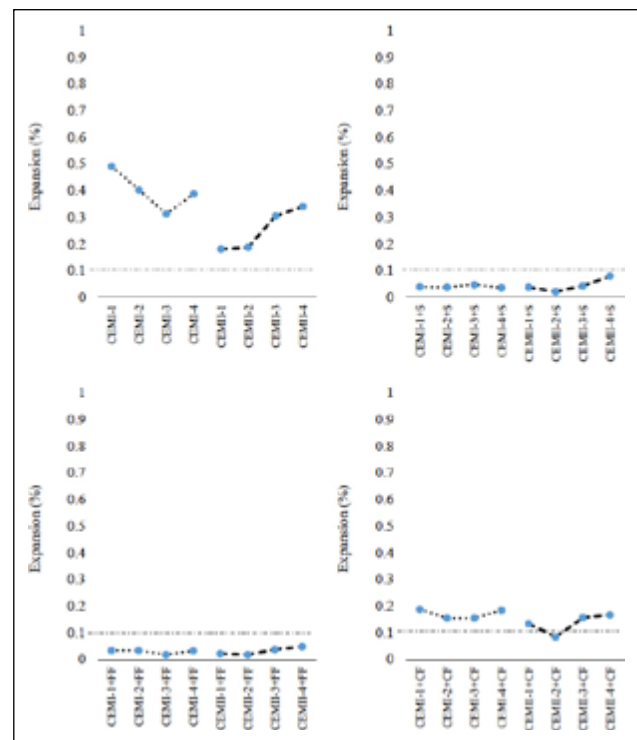 1
0.9
0.8
0.7
0.6
0.5
0.4
0.3
0.2
0.1
0
Expansion (%)
CEMI-1
CEMI-2
CEMI-3
CEMI-4
CEMII-1
CEMII-2
CEMII-3
CEMII-4
1
0.9
0.8
0.7
0.6
0.5
0.4
0.3
0.2
0.1
0
Expansion (%)
CEMI-1+S
CEMI-2+S
CEMI-3+S
CEMI-4+S
CEMII-1+S
CEMII-2+S
CEMII-3+S
CEMII-4+S
1
0.9
0.8
0.7
0.6
0.5
0.4
0.3
0.2
0.1
0
Expansion (%)
CEMI-1+FF
CEMI-2+FF
CEMI-3+FF
CEMI-4+FF
CEMII-1+FF
CEMII-2+FF
CEMII-3+FF
CEMII-4+FF
1
0.9
0.8
0.7
0.6
0.5
0.4
0.3
0.2
0.1
0
Expansion (%)
CEMI-1+CF
CEMI-2+CF
CEMI-3+CF
CEMI-4+CF
CEMII-1+CF
CEMII-2+CF
CEMII-3+CF
CEMII-4+CF